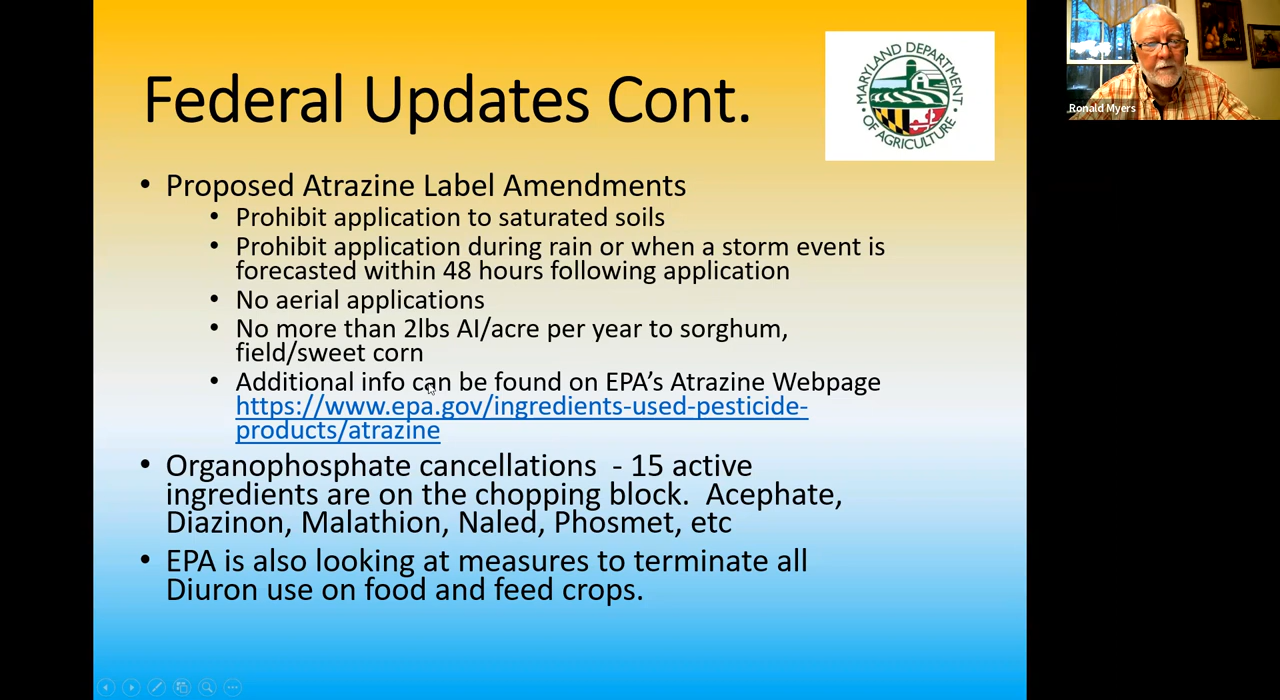 Federal Updates Cont.
MARYLAND DEPARTMENT
OF AGRICULTURE
Ronald Myers
• Proposed Atrazine Label Amendments
• Prohibit application to saturated soils
• Prohibit application during rain or when a storm event is
forecasted within 48 hours following application
• No aerial applications
• No more than 2lbs AI/acre per year to sorghum,
field/sweet corn
• Additional info can be found on EPA’s Atrazine Webpage
https://www.epa.gov/ingredients-used-pesticide-
products/atrazine
• Organophosphate cancellations - 15 active
ingredients are on the chopping block. Acephate,
Diazinon, Malathion, Naled, Phosmet, etc
• EPA is also looking at measures to terminate all
Diuron use on food and feed crops.